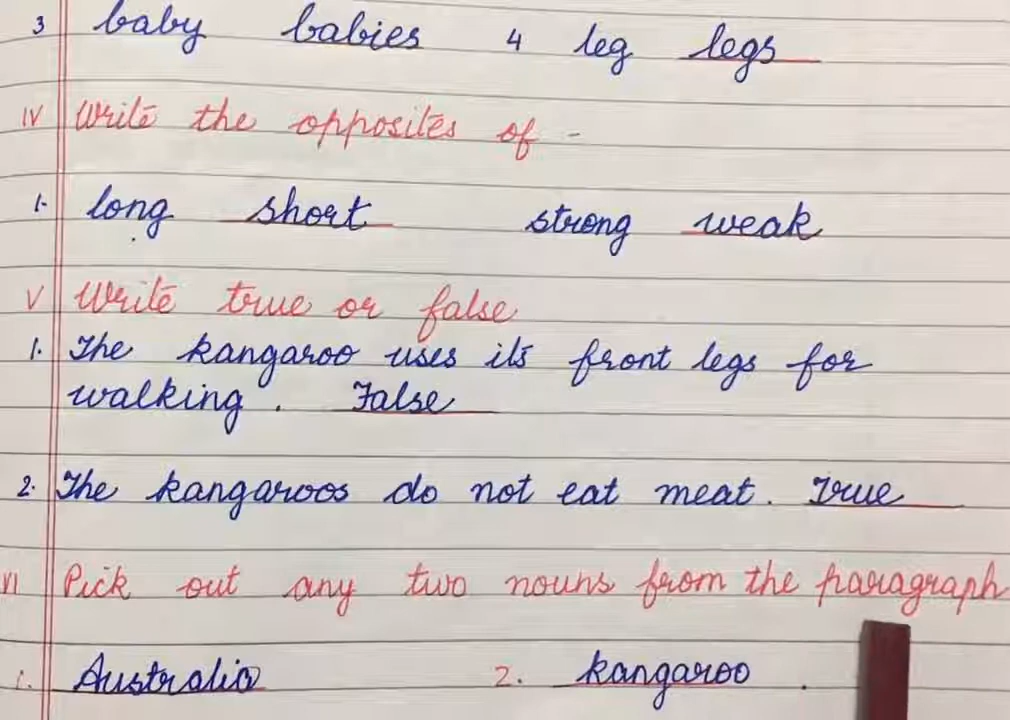 3 baby babies 4 leg legs
IV Write the opposites of -
1. long short strong weak
V Write true or false
1. The kangaroo uses its front legs for
walking. False
2. The kangaroos do not eat meat. True
VI Pick out any two nouns from the paragraph
1. Australia 2. kangaroo.